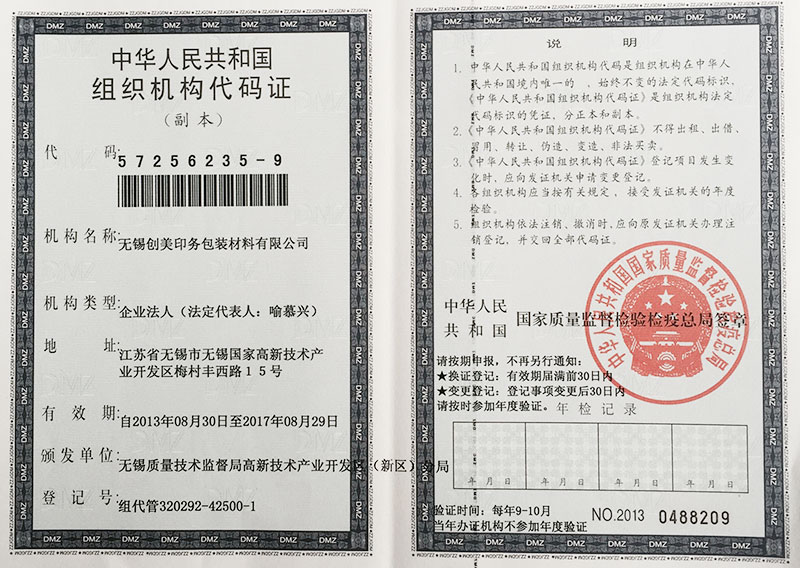 中华人民共和国
组织机构代码证
（副本）
代 码: 57256235-9
机构名称: 无锡创美印务包装材料有限公司
机构类型: 企业法人（法定代表人：喻慕兴）
地 址: 江苏省无锡市无锡国家高新技术产
业开发区梅村丰西路１５号
有 效 期: 自2013年08月30日至2017年08月29日
颁发单位: 无锡质量技术监督局高新技术产业开发区（新区）分局
登 记 号: 组代管320292-42500-1
说 明
1. 中华人民共和国组织机构代码是组织机构在中华人
民共和国境内唯一的、始终不变的法定代码标识，
《中华人民共和国组织机构代码证》是组织机构法定
代码标识的凭证，分正本和副本。
2.《中华人民共和国组织机构代码证》不得出租、出借、
冒用、转让、伪造、变造、非法买卖。
3.《中华人民共和国组织机构代码证》登记项目发生变
化时，应向发证机关申请变更登记。
4. 各组织机构应当按有关规定，接受发证机关的年度
检验。
5. 组织机构依法注销、撤消时，应向原发证机关办理注
销登记，并交回全部代码证。
中华人民共和国国家质量监督检验检疫总局
中华人民
共和国 国家质量监督检验检疫总局签章
请按期申报，不再另行通知：
★换证登记：有效期届满前30日内
★变更登记：登记事项变更后30日内
请按时参加年度验证。年检记录
年 月 日 年 月 日 年 月 日 年 月 日
验证时间：每年9-10月
当年办证机构不参加年度验证
NO.2013 0488209